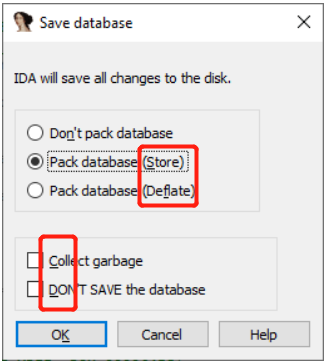 Save database
IDA will save all changes to the disk.
Don't pack database
Pack database (Store)
Pack database (Deflate)
Collect garbage
DON'T SAVE the database
OK Cancel Help